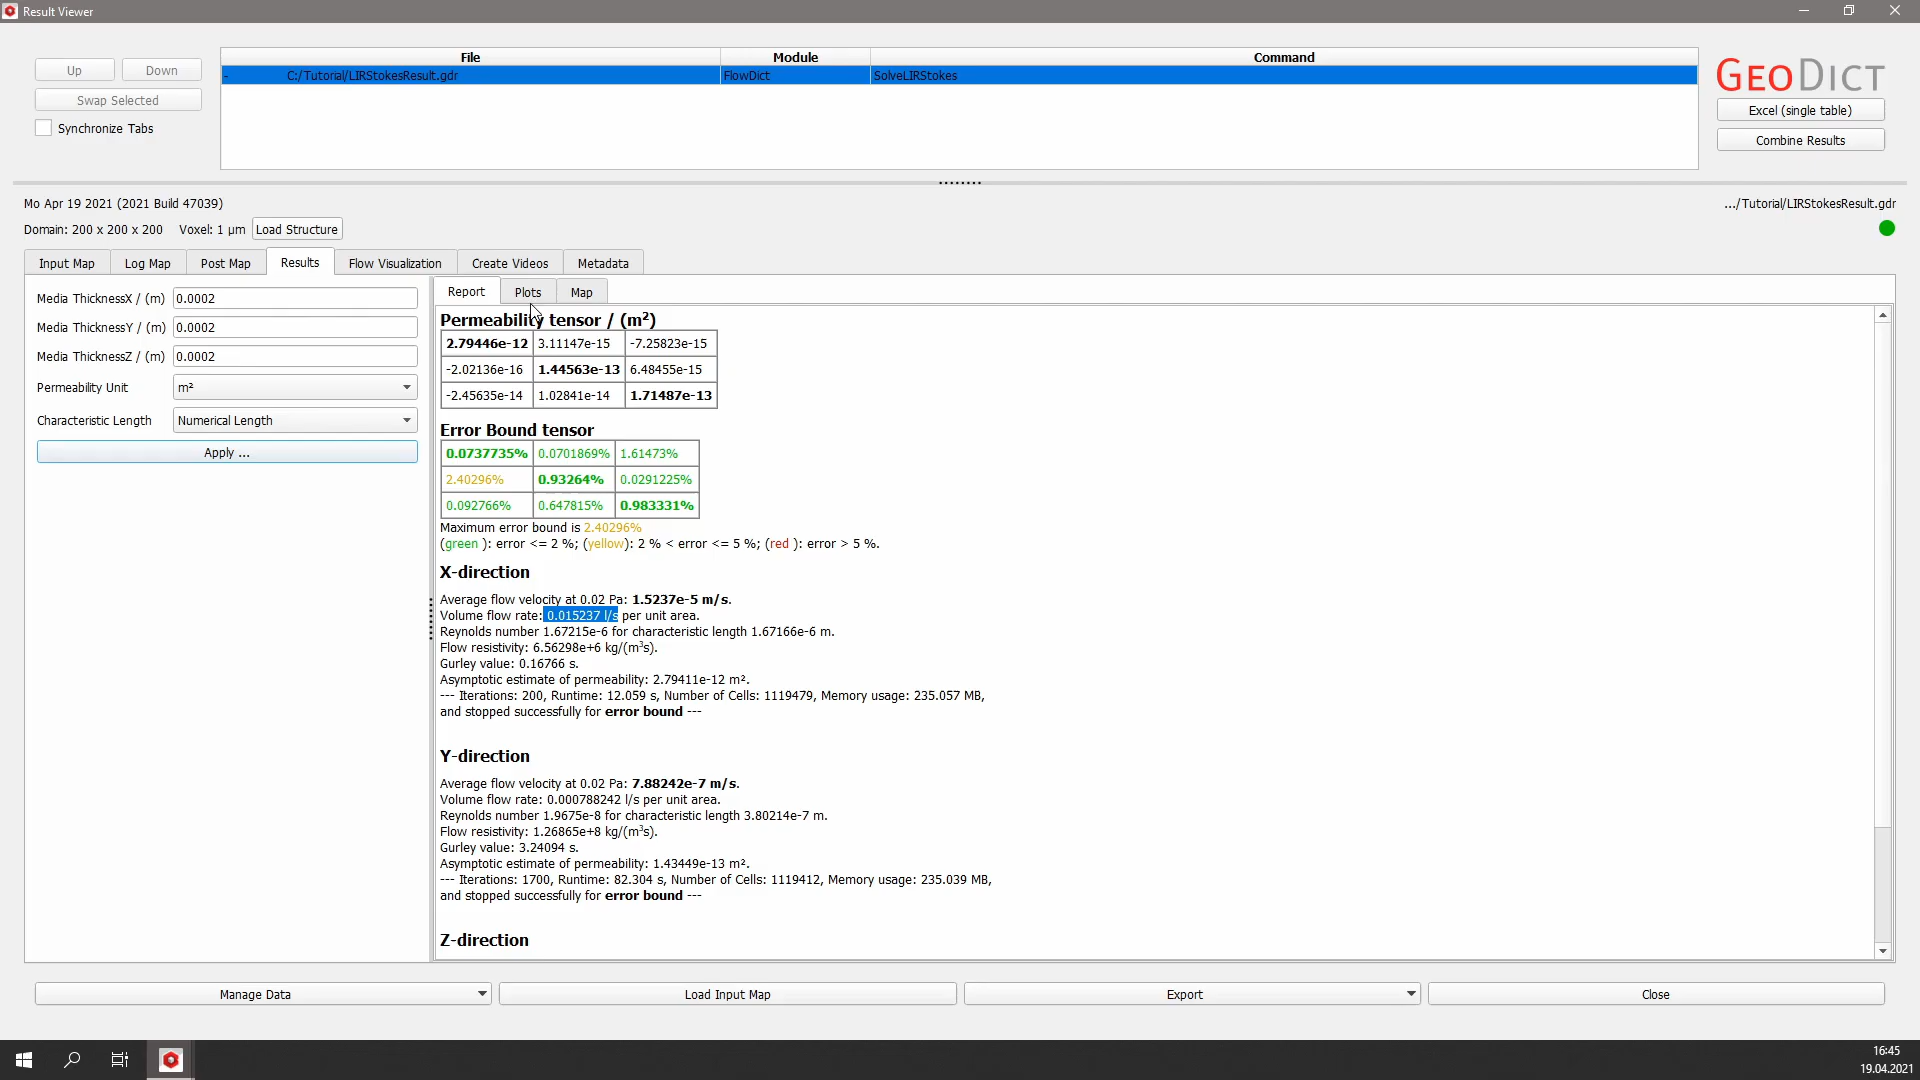 Result Viewer
Up
Down
Swap Selected
Synchronize Tabs
File Module Command
- C:/Tutorial/LIRStokesResult.gdr FlowDict SolveLIRStokes
GEODICT
Excel (single table)
Combine Results
Mo Apr 19 2021 (2021 Build 47039)
.../Tutorial/LIRStokesResult.gdr
Domain: 200 x 200 x 200 Voxel: 1 µm Load Structure
Input Map Log Map Post Map Results Flow Visualization Create Videos Metadata
Media ThicknessX / (m) 0.0002
Media ThicknessY / (m) 0.0002
Media ThicknessZ / (m) 0.0002
Permeability Unit m²
Characteristic Length Numerical Length
Apply ...
Report Plots Map
Permeability tensor / (m²)
2.79446e-12 3.11147e-15 -7.25823e-15
-2.02136e-16 1.44563e-13 6.48455e-15
-2.45635e-14 1.02841e-14 1.71487e-13
Error Bound tensor
0.0737735% 0.0701869% 1.61473%
2.40296% 0.93264% 0.0291225%
0.092766% 0.647815% 0.983331%
Maximum error bound is 2.40296%
(green ): error <= 2 %; (yellow): 2 % < error <= 5 %; (red ): error > 5 %.
X-direction
Average flow velocity at 0.02 Pa: 1.5237e-5 m/s.
Volume flow rate: 0.015237 l/s per unit area.
Reynolds number 1.67215e-6 for characteristic length 1.67166e-6 m.
Flow resistivity: 6.56298e+6 kg/(m³s).
Gurley value: 0.16766 s.
Asymptotic estimate of permeability: 2.79411e-12 m².
--- Iterations: 200, Runtime: 12.059 s, Number of Cells: 1119479, Memory usage: 235.057 MB,
and stopped successfully for error bound ---
Y-direction
Average flow velocity at 0.02 Pa: 7.88242e-7 m/s.
Volume flow rate: 0.000788242 l/s per unit area.
Reynolds number 1.9675e-8 for characteristic length 3.80214e-7 m.
Flow resistivity: 1.26865e+8 kg/(m³s).
Gurley value: 3.24094 s.
Asymptotic estimate of permeability: 1.43449e-13 m².
--- Iterations: 1700, Runtime: 82.304 s, Number of Cells: 1119412, Memory usage: 235.039 MB,
and stopped successfully for error bound ---
Z-direction
Manage Data Load Input Map Export Close
16:45
19.04.2021